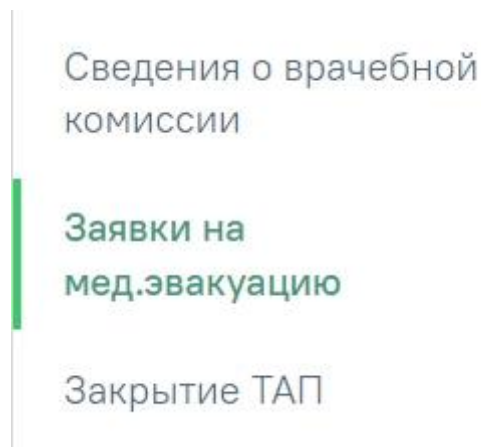 Сведения о врачебной
комиссии
Заявки на
мед.эвакуацию
Закрытие ТАП